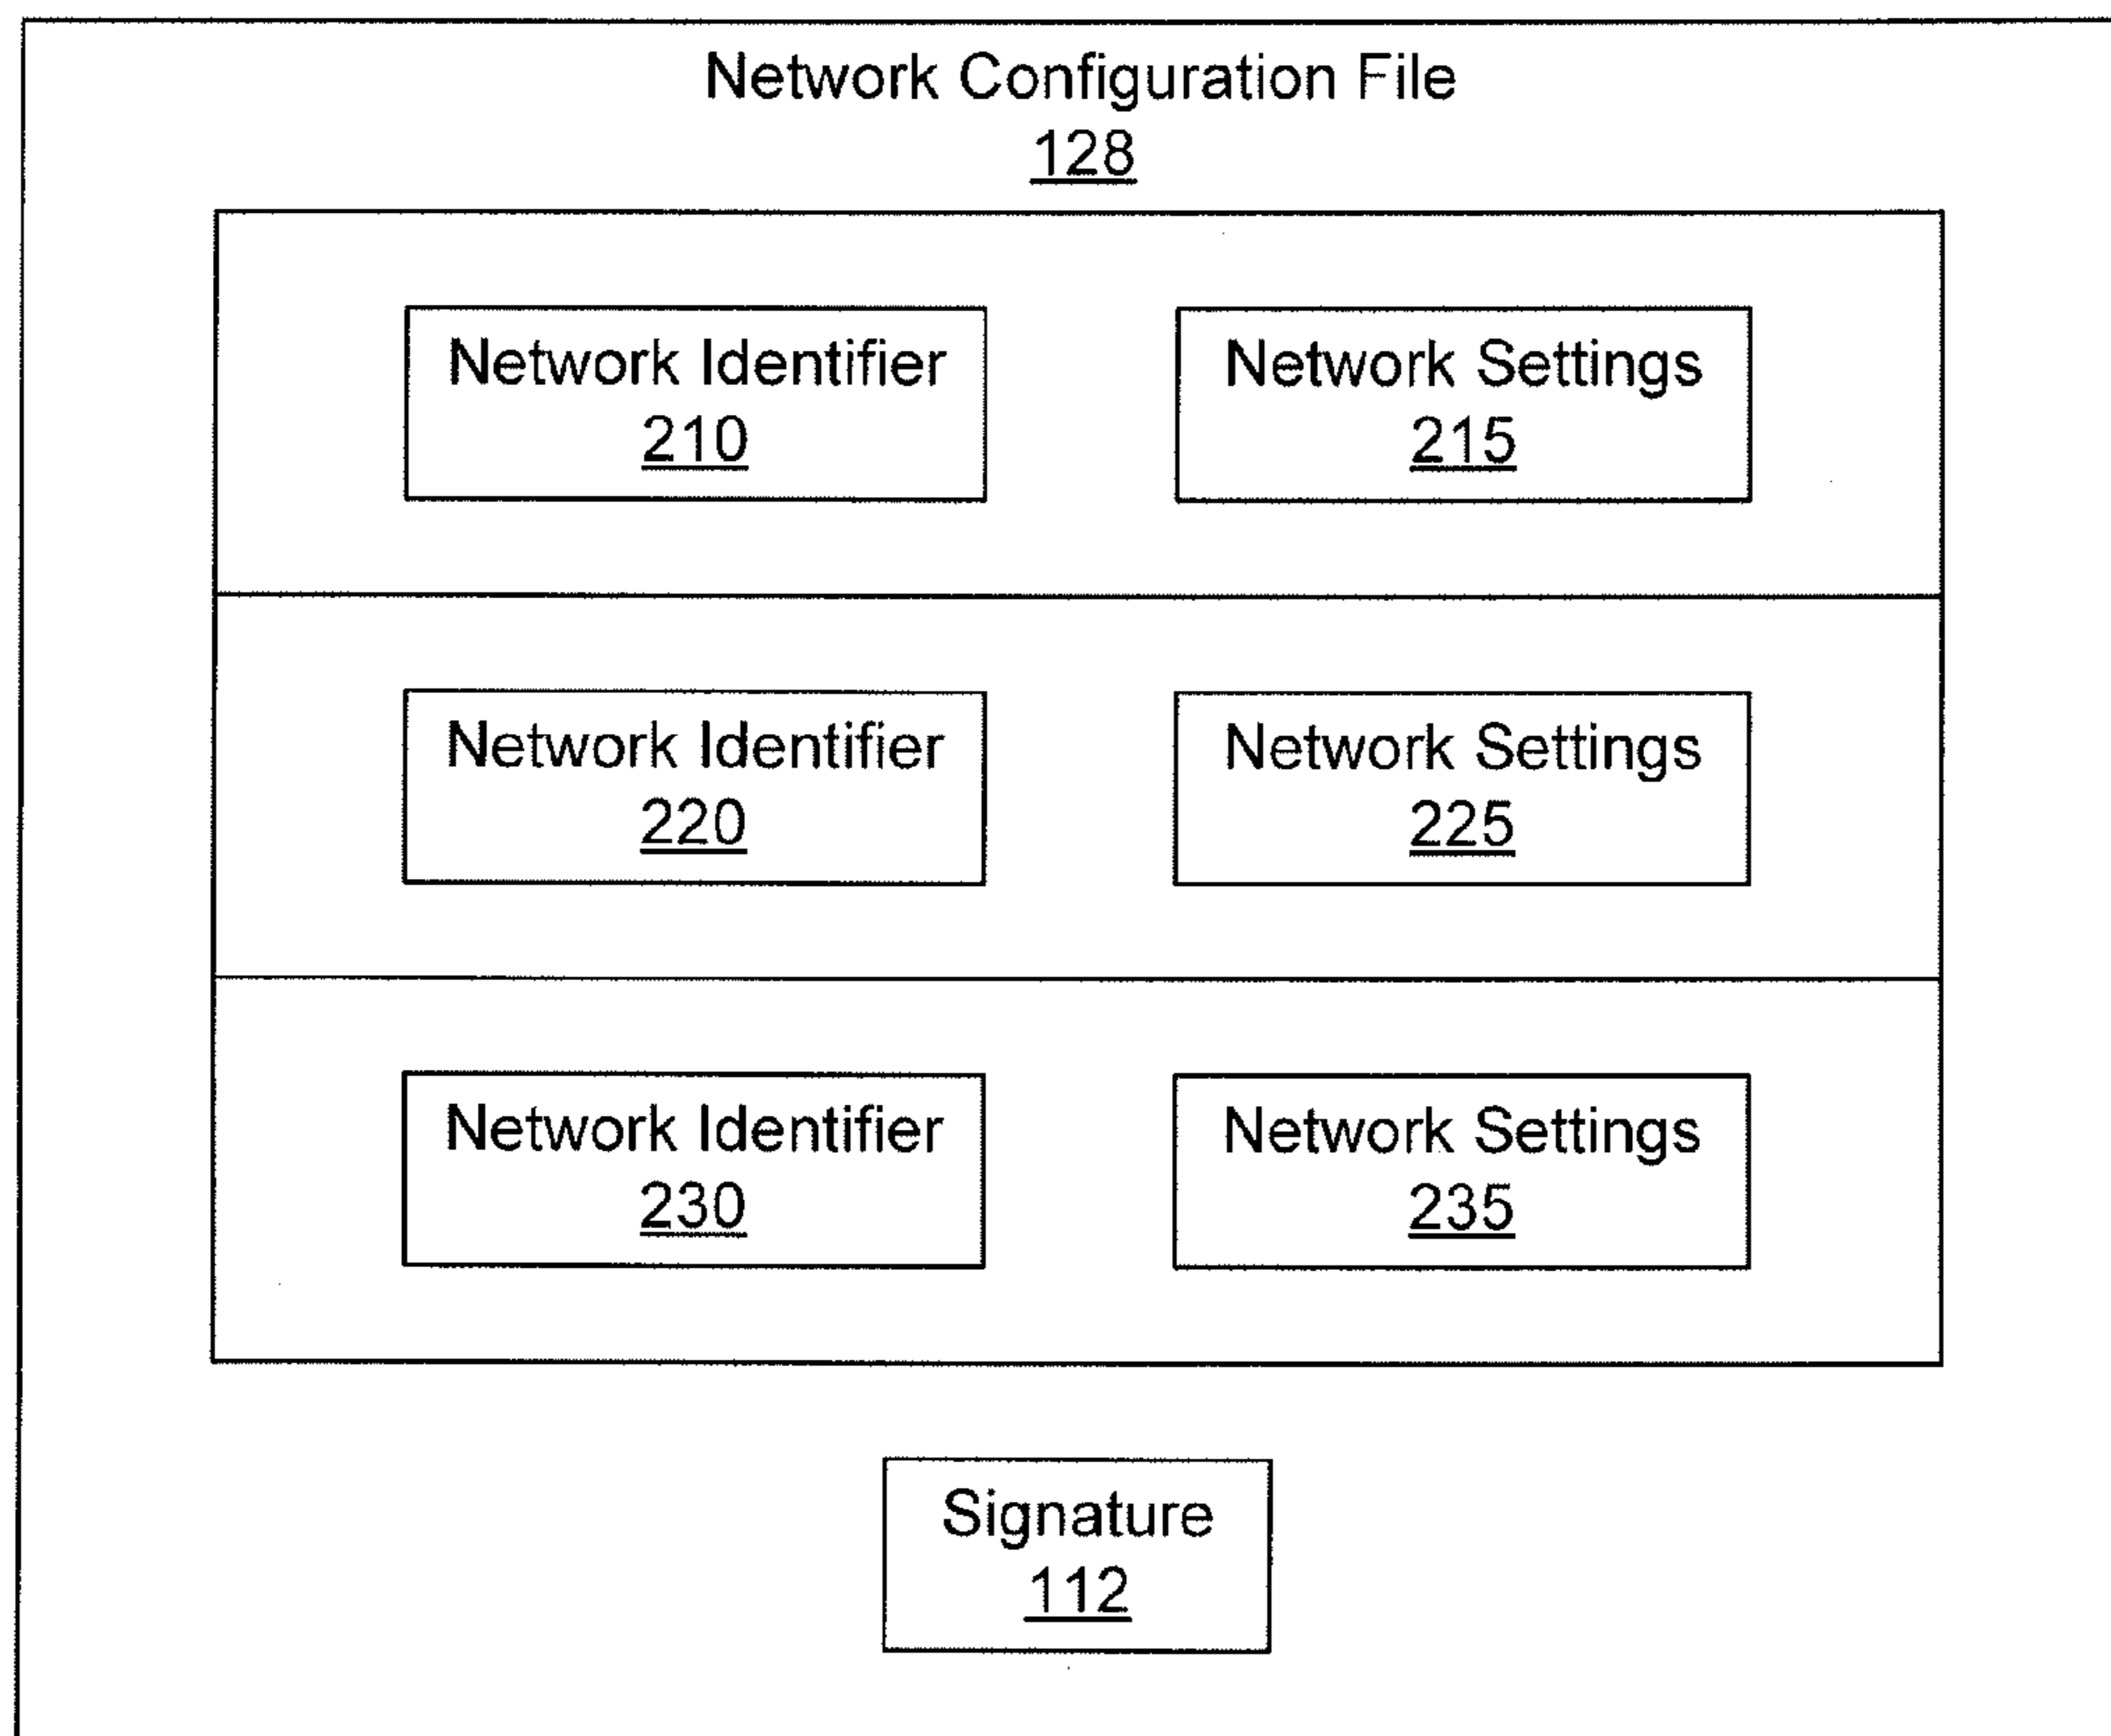 Network Configuration File
128
Network Identifier
210
Network Settings
215
Network Identifier
220
Network Settings
225
Network Identifier
230
Network Settings
235
Signature
112